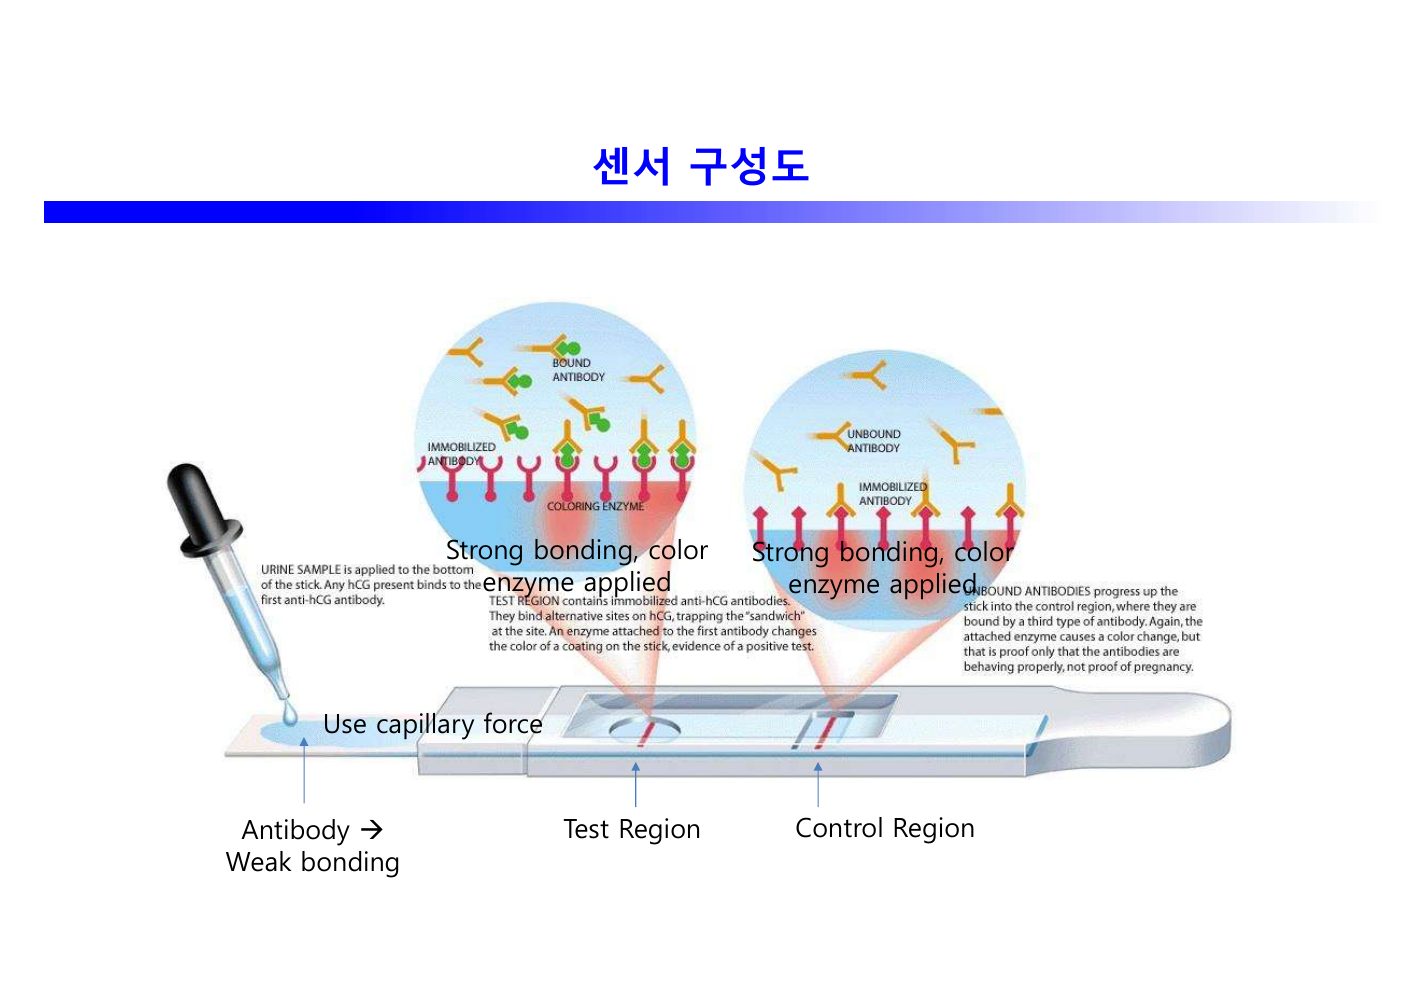 센서 구성도
BOUND
ANTIBODY
IMMOBILIZED
ANTIBODY
COLORING ENZYME
UNBOUND
ANTIBODY
IMMOBILIZED
ANTIBODY
Strong bonding, color
enzyme applied
Strong bonding, color
enzyme applied
URINE SAMPLE is applied to the bottom
of the stick. Any hCG present binds to the
first anti-hCG antibody.
TEST REGION contains immobilized anti-hCG antibodies.
They bind alternative sites on hCG, trapping the “sandwich”
at the site. An enzyme attached to the first antibody changes
the color of a coating on the stick, evidence of a positive test.
UNBOUND ANTIBODIES progress up the
stick into the control region, where they are
bound by a third type of antibody. Again, the
attached enzyme causes a color change, but
that is proof only that the antibodies are
behaving properly, not proof of pregnancy.
Use capillary force
Antibody →
Weak bonding
Test Region
Control Region